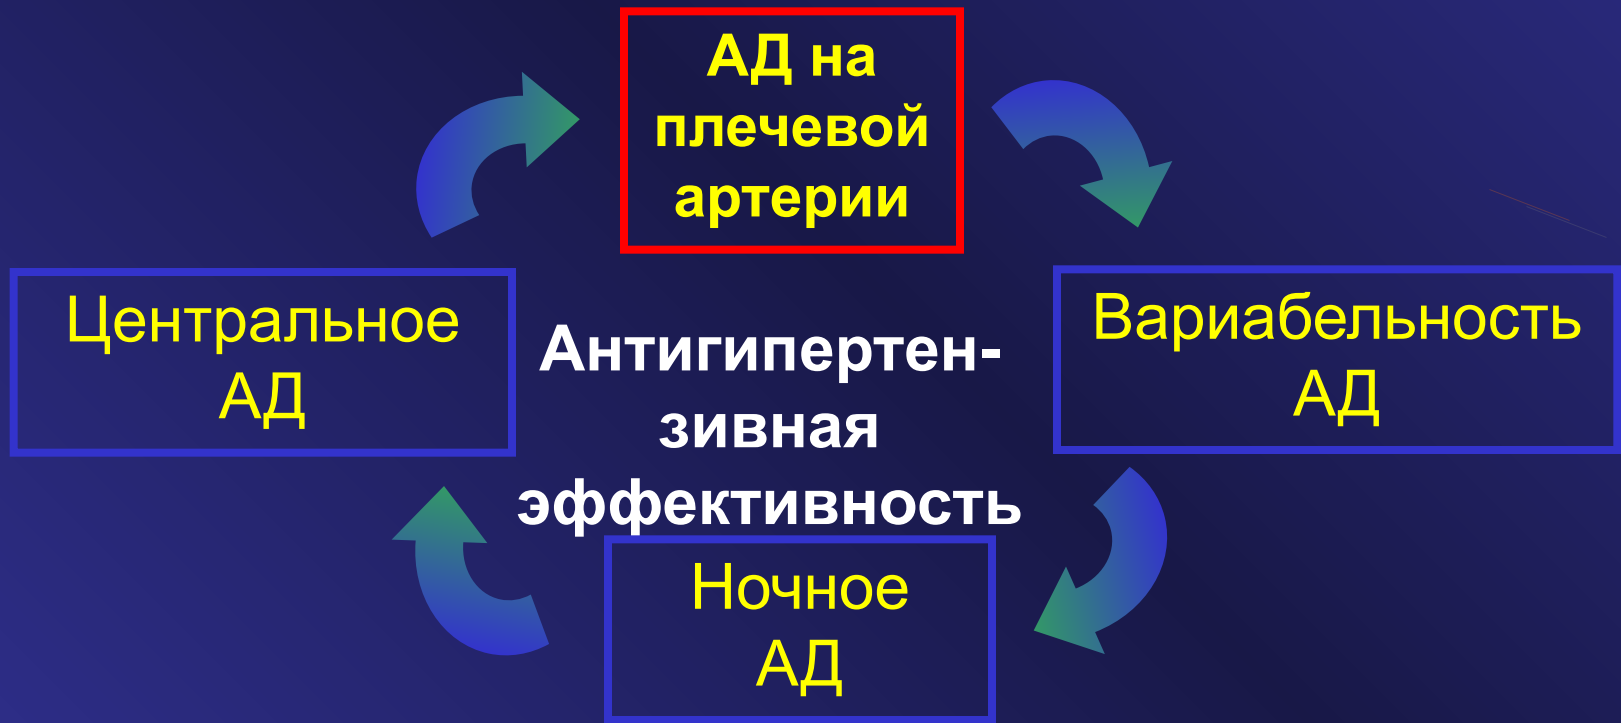 АД на
плечевой
артерии
Центральное
АД
Антигипертен-
зивная
эффективность
Вариабельность
АД
Ночное
АД